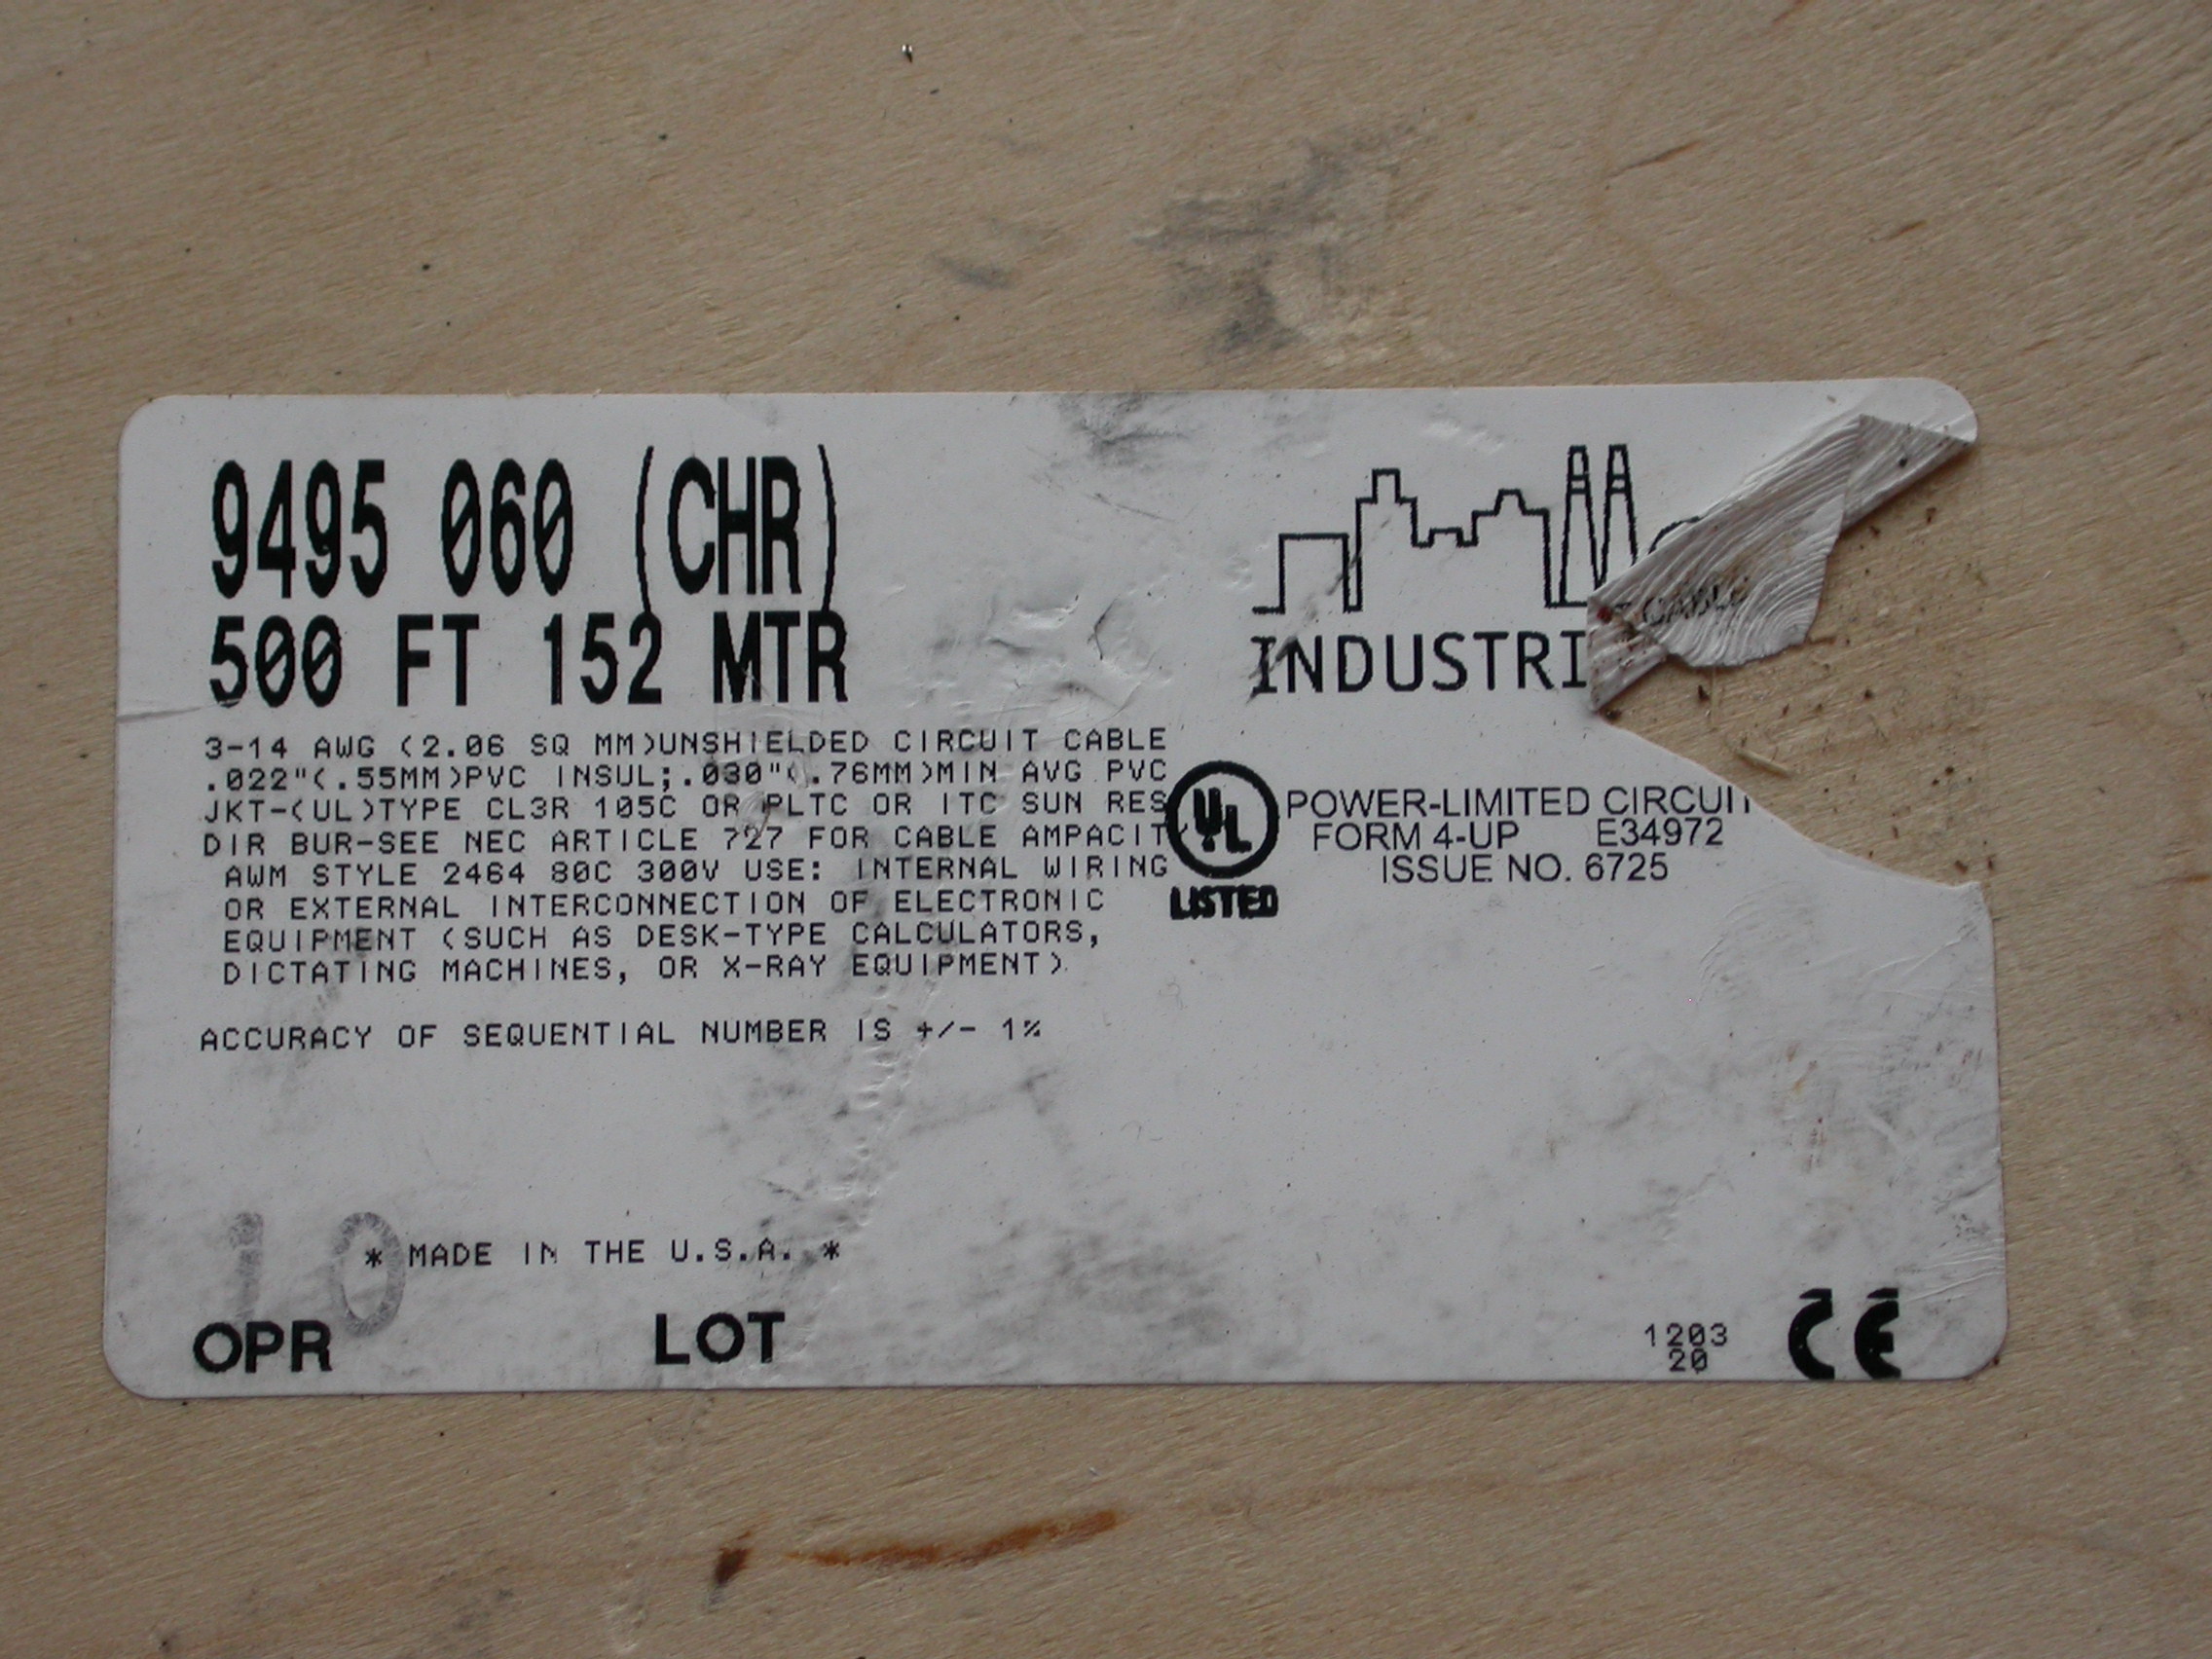 9495 060 (CHR)
500 FT 152 MTR
3-14 AWG (2.06 SQ MM)UNSHIELDED CIRCUIT CABLE
.022"(.55MM)PVC INSUL;.030"(.76MM)MIN AVG PVC
JKT-(UL)TYPE CL3R 105C OR PLTC OR ITC SUN RES
DIR BUR-SEE NEC ARTICLE 727 FOR CABLE AMPACIT
AWM STYLE 2464 80C 300V USE: INTERNAL WIRING
OR EXTERNAL INTERCONNECTION OF ELECTRONIC
EQUIPMENT (SUCH AS DESK-TYPE CALCULATORS,
DICTATING MACHINES, OR X-RAY EQUIPMENT)
ACCURACY OF SEQUENTIAL NUMBER IS +/- 1%
10
* MADE IN THE U.S.A. *
OPR LOT
INDUSTRI
CABLE
UL
LISTED
POWER-LIMITED CIRCUIT
FORM 4-UP E34972
ISSUE NO. 6725
1203
20
CE